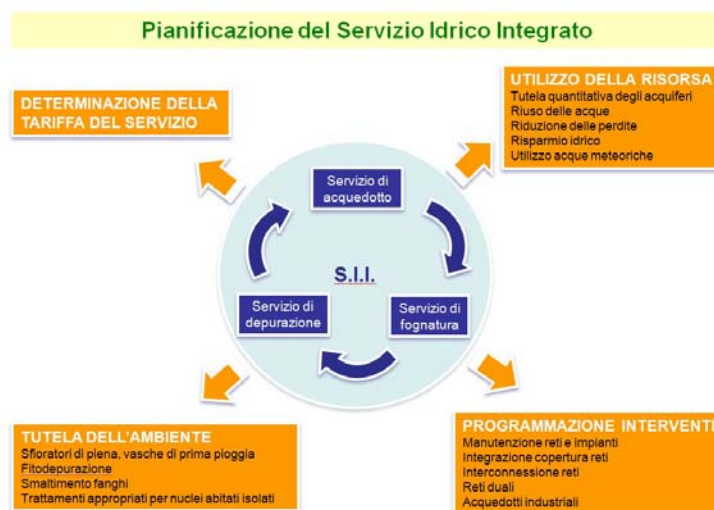 Pianificazione del Servizio Idrico Integrato
DETERMINAZIONE DELLA
TARIFFA DEL SERVIZIO
UTILIZZO DELLA RISORSA
Tutela quantitativa degli acquiferi
Riuso delle acque
Riduzione delle perdite
Risparmio idrico
Utilizzo acque meteoriche
Servizio di
acquedotto
S.I.I.
Servizio di
depurazione
Servizio di
fognatura
TUTELA DELL'AMBIENTE
Sfioratori di piena, vasche di prima pioggia
Fitodepurazione
Smaltimento fanghi
Trattamenti appropriati per nuclei abitati isolati
PROGRAMMAZIONE INTERVENTI
Manutenzione reti e impianti
Integrazione copertura reti
Interconnessione reti
Reti duali
Acquedotti industriali